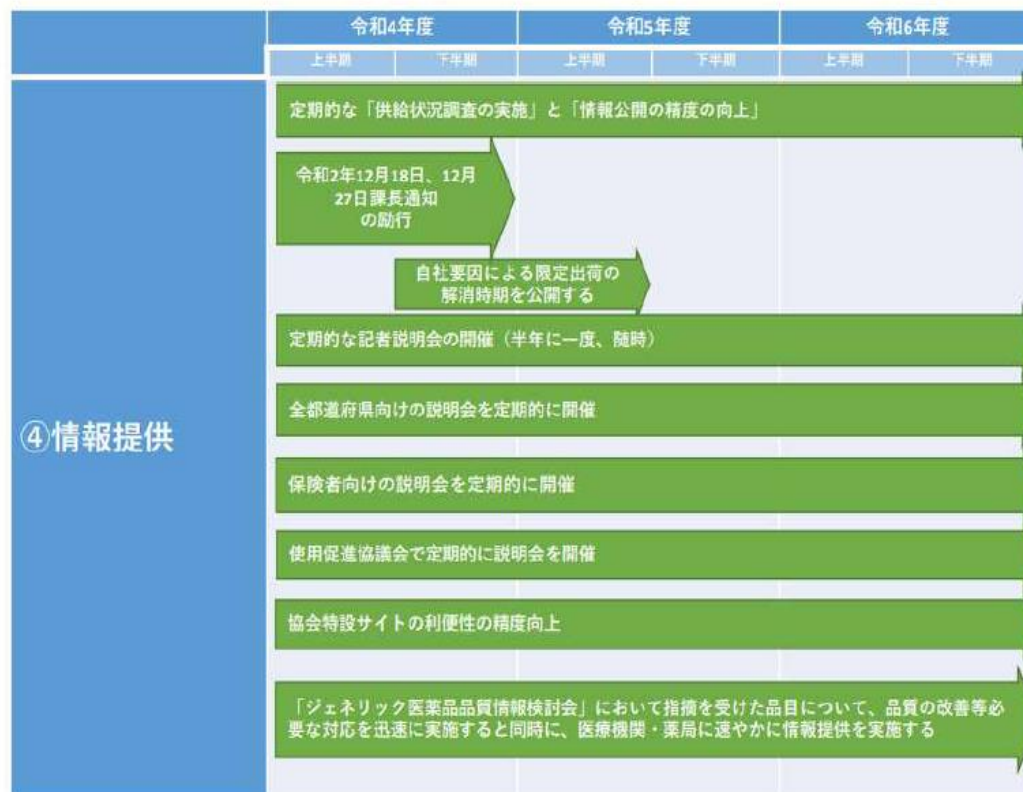 令和4年度 令和5年度 令和6年度
上半期 下半期 上半期 下半期 上半期 下半期
④情報提供
定期的な「供給状況調査の実施」と「情報公開の精度の向上」
令和2年12月18日、12月
27日課長通知
の励行
自社要因による限定出荷の
解消時期を公開する
定期的な記者説明会の開催（半年に一度、随時）
全都道府県向けの説明会を定期的に開催
保険者向けの説明会を定期的に開催
使用促進協議会で定期的に説明会を開催
協会特設サイトの利便性の精度向上
「ジェネリック医薬品品質情報検討会」において指摘を受けた品目について、品質の改善等必
要な対応を迅速に実施すると同時に、医療機関・薬局に速やかに情報提供を実施する